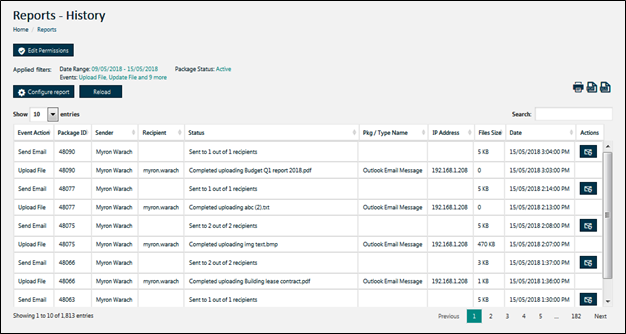 Reports - History
Home / Reports
Edit Permissions
Applied filters: Date Range: 09/05/2018 - 15/05/2018 Package Status: Active
Events: Upload File, Update File and 9 more
Configure report Reload
Show 10 entries Search:
Event Action Package ID Sender Recipient Status Pkg / Type Name IP Address Files Size Date Actions
Send Email 48090 Myron Warach Sent to 1 out of 1 recipients 5 KB 15/05/2018 3:04:00 PM
Upload File 48090 Myron Warach myron.warach Completed uploading Budget Q1 report 2018.pdf Outlook Email Message 192.168.1.208 0 15/05/2018 3:03:00 PM
Send Email 48077 Myron Warach Sent to 1 out of 1 recipients 5 KB 15/05/2018 2:14:00 PM
Upload File 48077 Myron Warach myron.warach Completed uploading abc (2).txt Outlook Email Message 192.168.1.208 0 15/05/2018 2:13:00 PM
Send Email 48075 Myron Warach Sent to 2 out of 2 recipients 5 KB 15/05/2018 2:08:00 PM
Upload File 48075 Myron Warach myron.warach Completed uploading img text.bmp Outlook Email Message 192.168.1.208 470 KB 15/05/2018 2:07:00 PM
Send Email 48066 Myron Warach Sent to 2 out of 2 recipients 3 KB 15/05/2018 1:37:00 PM
Upload File 48066 Myron Warach myron.warach Completed uploading Building lease contract.pdf Outlook Email Message 192.168.1.208 1 KB 15/05/2018 1:36:00 PM
Send Email 48063 Myron Warach Sent to 1 out of 1 recipients 5 KB 15/05/2018 1:30:00 PM
Showing 1 to 10 of 1,813 entries Previous 1 2 3 4 5 ... 182 Next